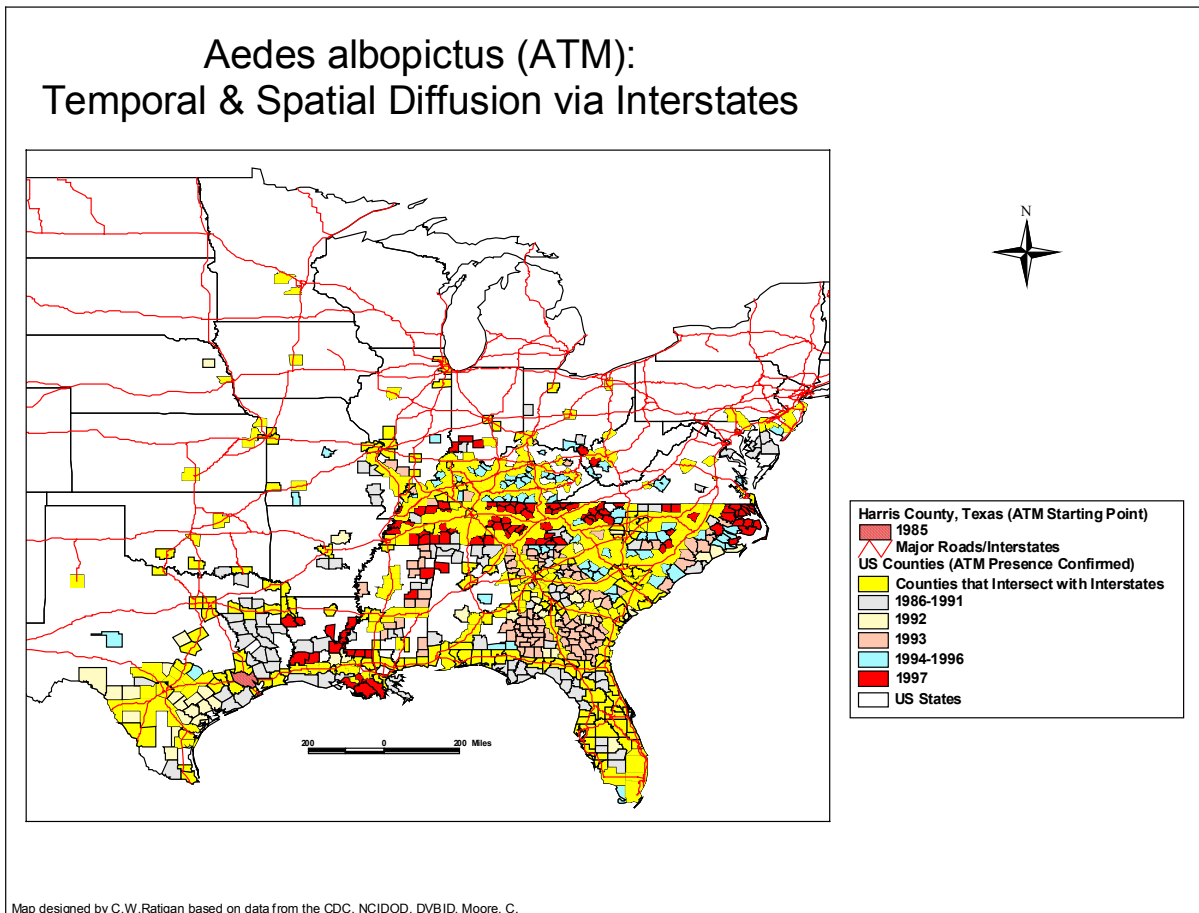 Aedes albopictus (ATM):
Temporal & Spatial Diffusion via Interstates
N
200 0 200 Miles
Harris County, Texas (ATM Starting Point)
1985
Major Roads/Interstates
US Counties (ATM Presence Confirmed)
Counties that Intersect with Interstates
1986-1991
1992
1993
1994-1996
1997
US States
Map designed by C.W.Ratigan based on data from the CDC, NCIDOD, DVBID, Moore, C.